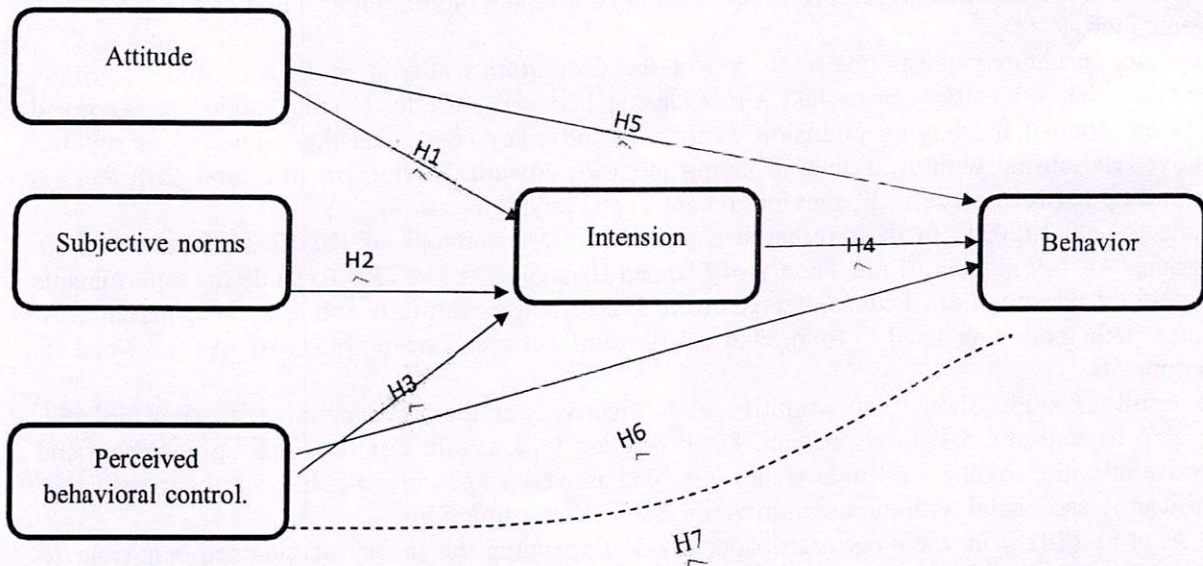 Attitude
H5
H1
Subjective norms
H2
Intension
H4
Behavior
H3
Perceived
behavioral control.
H6
H7